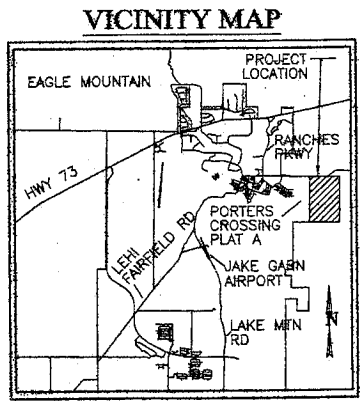 VICINITY MAP
PROJECT
LOCATION
EAGLE MOUNTAIN
RANCHES
PKWY
HWY 73
PORTERS
CROSSING
PLAT A
LEHI
FAIRFIELD RD
JAKE GARN
AIRPORT
LAKE MTN
RD
N